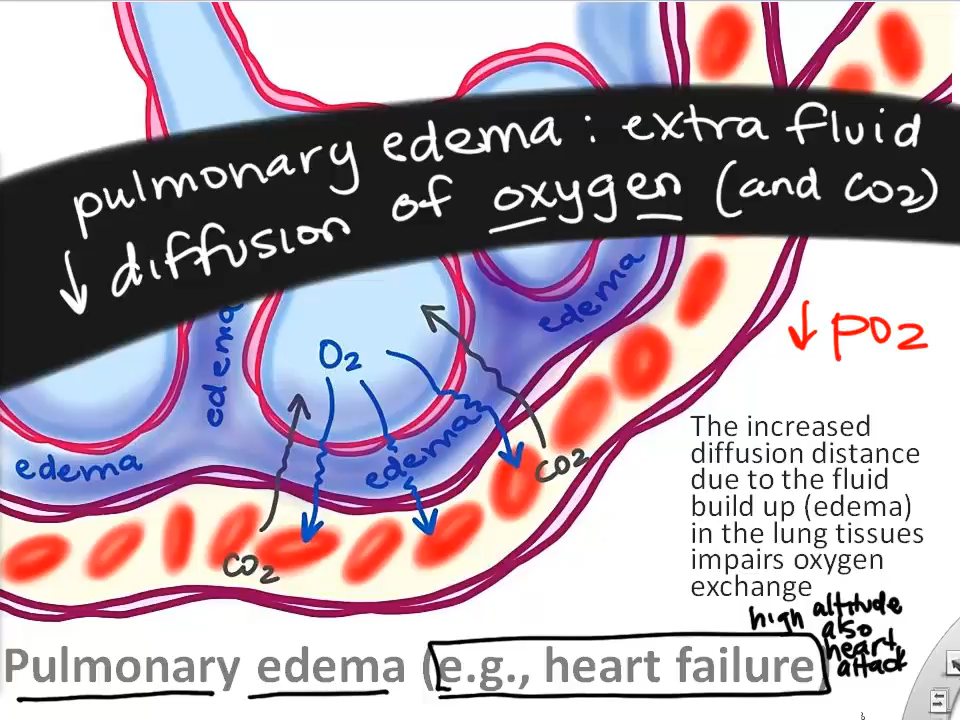 pulmonary edema: extra fluid
↓ diffusion of oxygen (and CO2)
edema
edema
↓ PO2
O2
edema
edema
CO2
CO2
The increased
diffusion distance
due to the fluid
build up (edema)
in the lung tissues
impairs oxygen
exchange
high altitude
also
heart
attack
Pulmonary edema (e.g., heart failure)